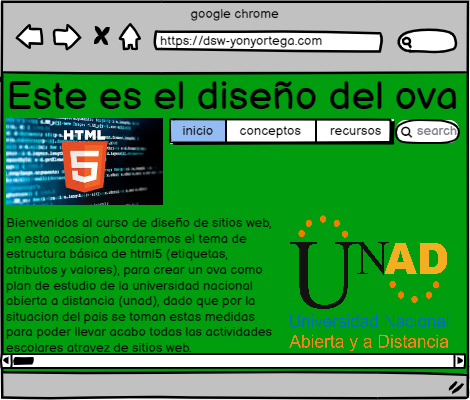 google chrome
https://dsw-yonyortega.com
Este es el diseño del ova
HTML
5
inicio
conceptos
recursos
search
Bienvenidos al curso de diseño de sitios web,
en esta ocasion abordaremos el tema de
estructura básica de html5 (etiquetas,
atributos y valores), para crear un ova como
plan de estudio de la universidad nacional
abierta a distancia (unad), dado que por la
situacion del pais se toman estas medidas
para poder llevar acabo todas las actividades
escolares atravez de sitios web.
UNAD
Universidad Nacional
Abierta y a Distancia